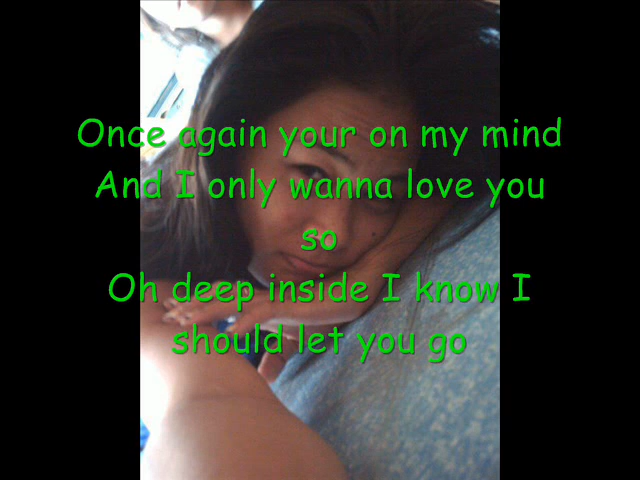 Once again your on my mind
And I only wanna love you
so
Oh deep inside I know I
should let you go